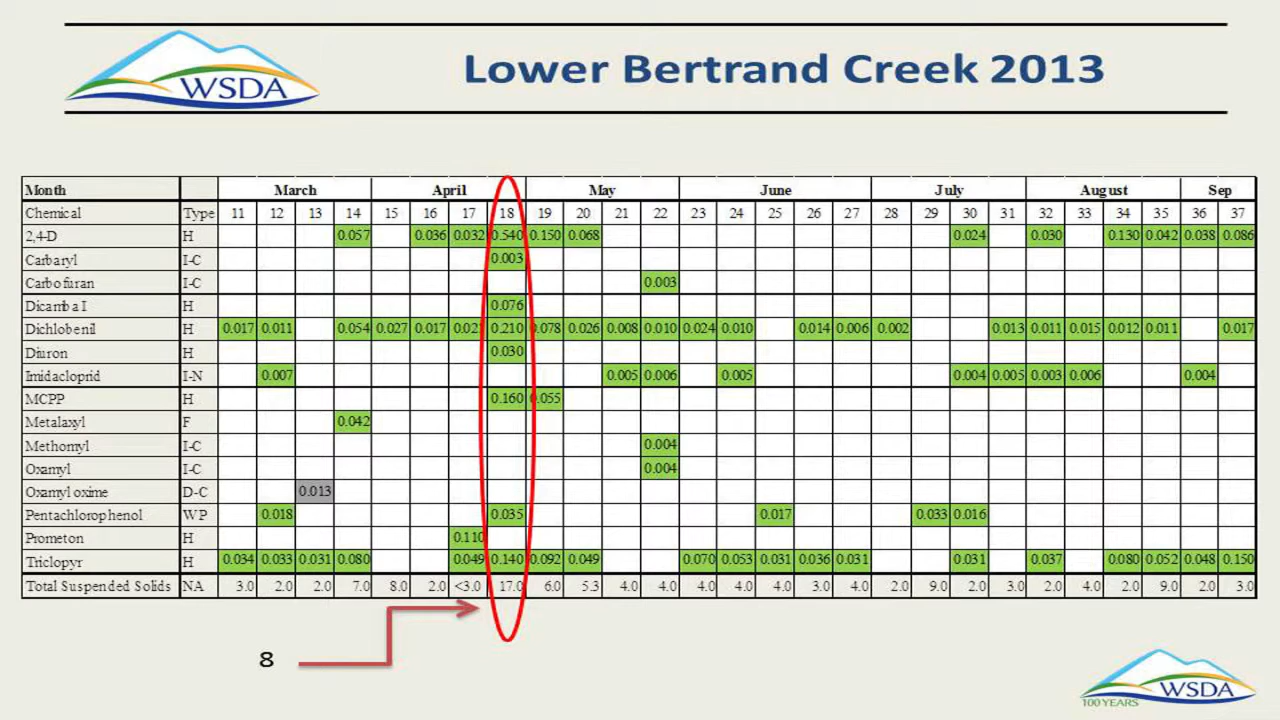 WSDA
Lower Bertrand Creek 2013
Month March April May June July August Sep
Chemical Type 11 12 13 14 15 16 17 18 19 20 21 22 23 24 25 26 27 28 29 30 31 32 33 34 35 36 37
2,4-D H 0.057 0.036 0.032 0.540 0.150 0.068 0.024 0.030 0.130 0.042 0.038 0.086
Carbaryl I-C 0.003
Carbofuran I-C 0.003
Dicamba I H 0.076
Dichlobenil H 0.017 0.011 0.054 0.027 0.017 0.210 0.078 0.026 0.008 0.010 0.024 0.010 0.014 0.006 0.002 0.013 0.011 0.015 0.012 0.011 0.017
Diuron H 0.030
Imidacloprid I-N 0.007 0.005 0.006 0.005 0.004 0.005 0.003 0.006 0.004
MCPP H 0.160 0.055
Metalaxyl F 0.042
Methomyl I-C 0.004
Oxamyl I-C 0.004
Oxamyl oxime D-C 0.013
Pentachlorophenol WP 0.018 0.035 0.017 0.033 0.016
Prometon H 0.110
Triclopyr H 0.034 0.033 0.031 0.080 0.049 0.140 0.092 0.049 0.070 0.053 0.031 0.036 0.031 0.031 0.037 0.080 0.052 0.048 0.150
Total Suspended Solids NA 3.0 2.0 2.0 7.0 8.0 2.0 <3.0 17.0 6.0 5.3 4.0 4.0 4.0 4.0 4.0 3.0 4.0 2.0 9.0 2.0 3.0 2.0 4.0 2.0 9.0 2.0 3.0
8
WSDA
100 YEARS